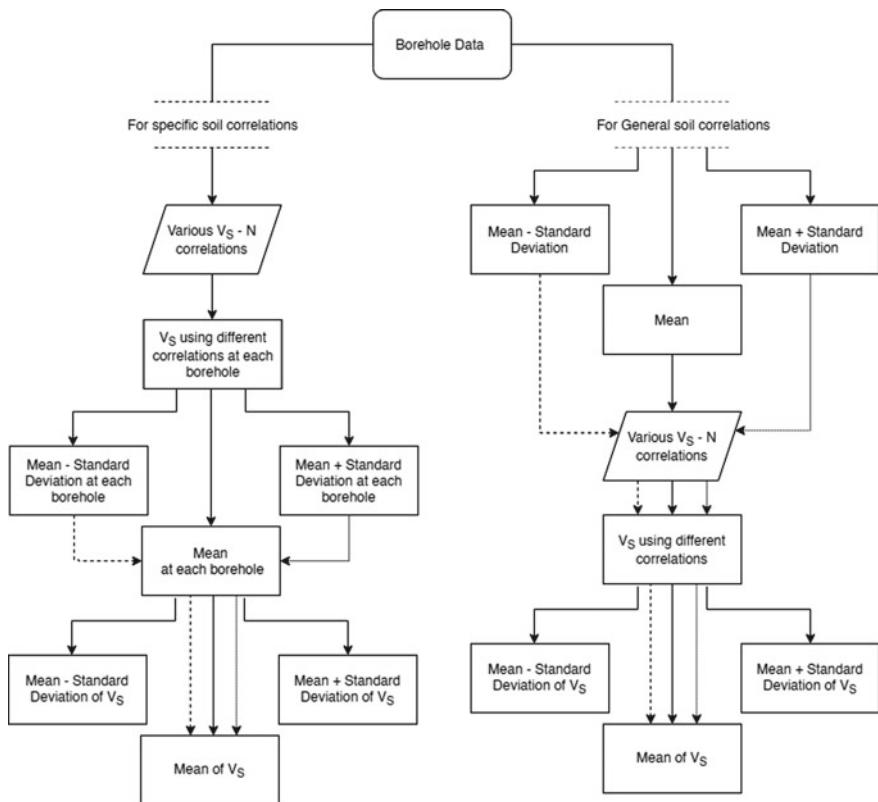 Borehole Data
For specific soil correlations
Various VS - N
correlations
VS using different
correlations at each
borehole
Mean - Standard
Deviation at each
borehole
Mean + Standard
Deviation at each
borehole
Mean
at each borehole
Mean - Standard
Deviation of VS
Mean + Standard
Deviation of VS
Mean of VS
For General soil correlations
Mean - Standard
Deviation
Mean + Standard
Deviation
Mean
Various VS - N
correlations
VS using different
correlations
Mean - Standard
Deviation of VS
Mean + Standard
Deviation of VS
Mean of VS